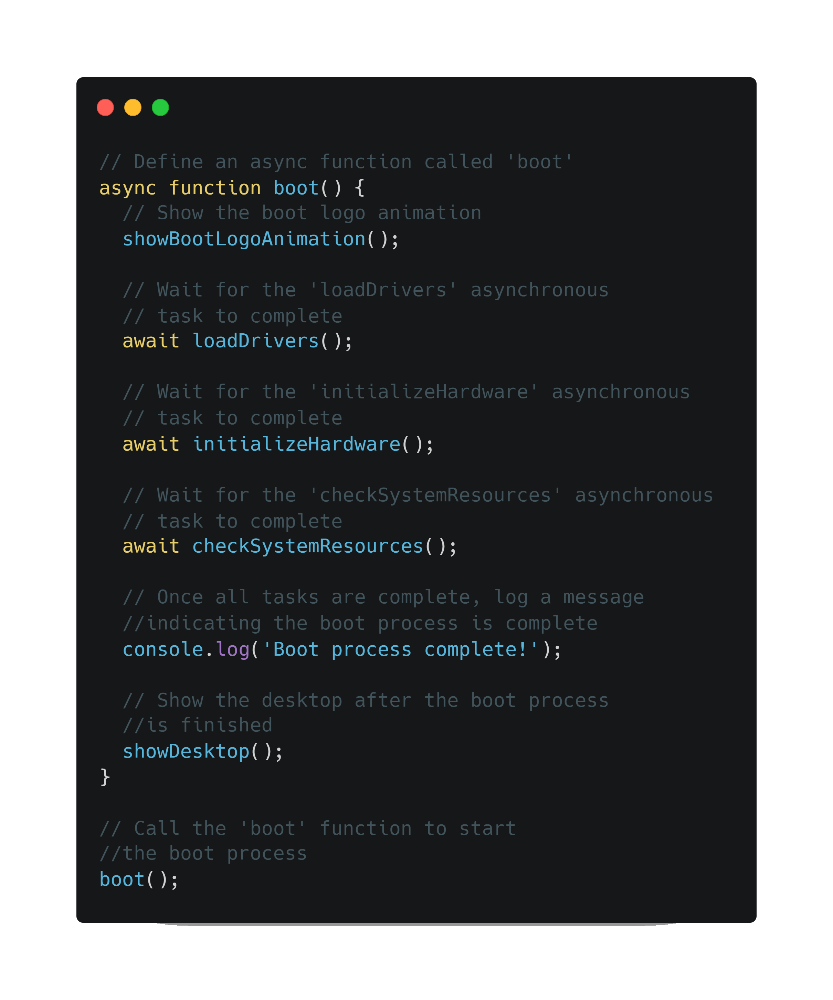 // Define an async function called 'boot'
async function boot() {
  // Show the boot logo animation
  showBootLogoAnimation();

  // Wait for the 'loadDrivers' asynchronous
  // task to complete
  await loadDrivers();

  // Wait for the 'initializeHardware' asynchronous
  // task to complete
  await initializeHardware();

  // Wait for the 'checkSystemResources' asynchronous
  // task to complete
  await checkSystemResources();

  // Once all tasks are complete, log a message
  //indicating the boot process is complete
  console.log('Boot process complete!');

  // Show the desktop after the boot process
  //is finished
  showDesktop();
}

// Call the 'boot' function to start
//the boot process
boot();